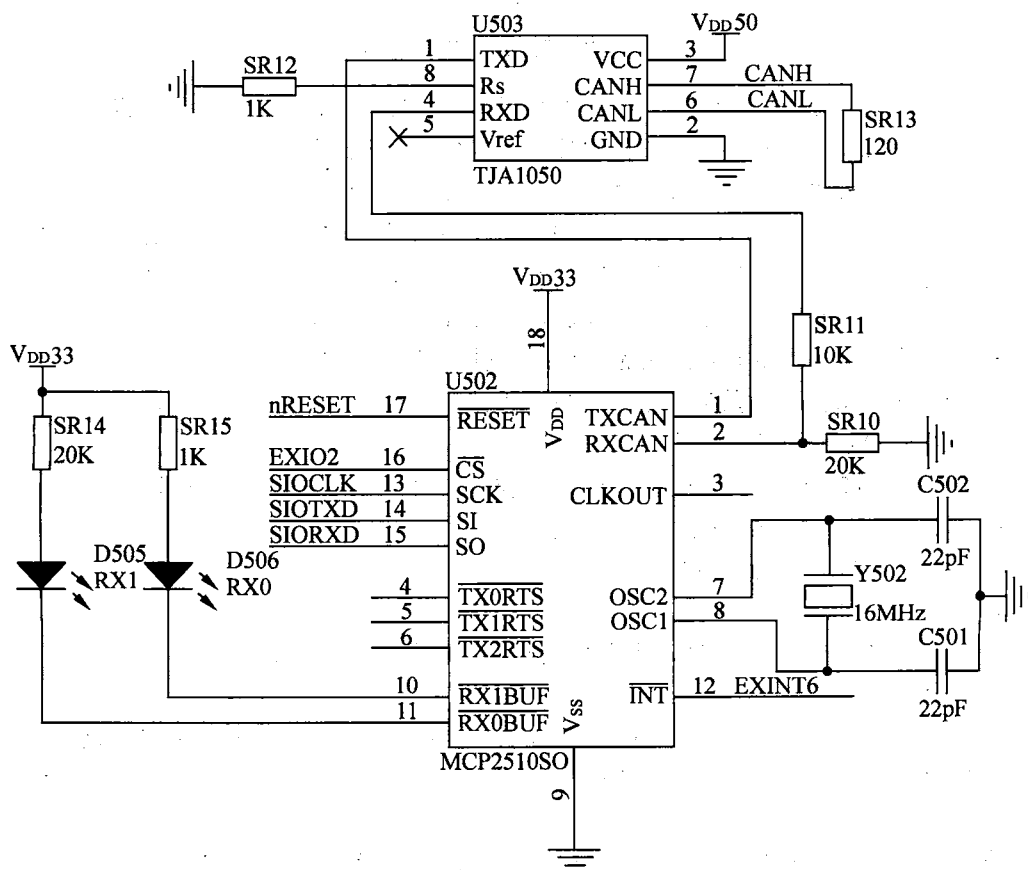 U503
VDD50
1 TXD VCC 3
SR12
1K
8 Rs CANH 7 CANH
4 RXD CANL 6 CANL
5 Vref GND 2
SR13
120
TJA1050
VDD33
18
SR11
10K
VDD33
U502
SR14
20K
SR15
1K
nRESET 17 RESET VDD TXCAN 1
RXCAN 2
SR10
20K
EXIO2 16 CS
SIOCLK 13 SCK CLKOUT 3
SIOTXD 14 SI
SIORXD 15 SO
C502
22pF
D505
RX1
D506
RX0
4 TX0RTS OSC2 7
5 TX1RTS OSC1 8
6 TX2RTS
Y502
16MHz
C501
22pF
10 RX1BUF INT 12 EXINT6
11 RX0BUF VSS
MCP2510SO
9